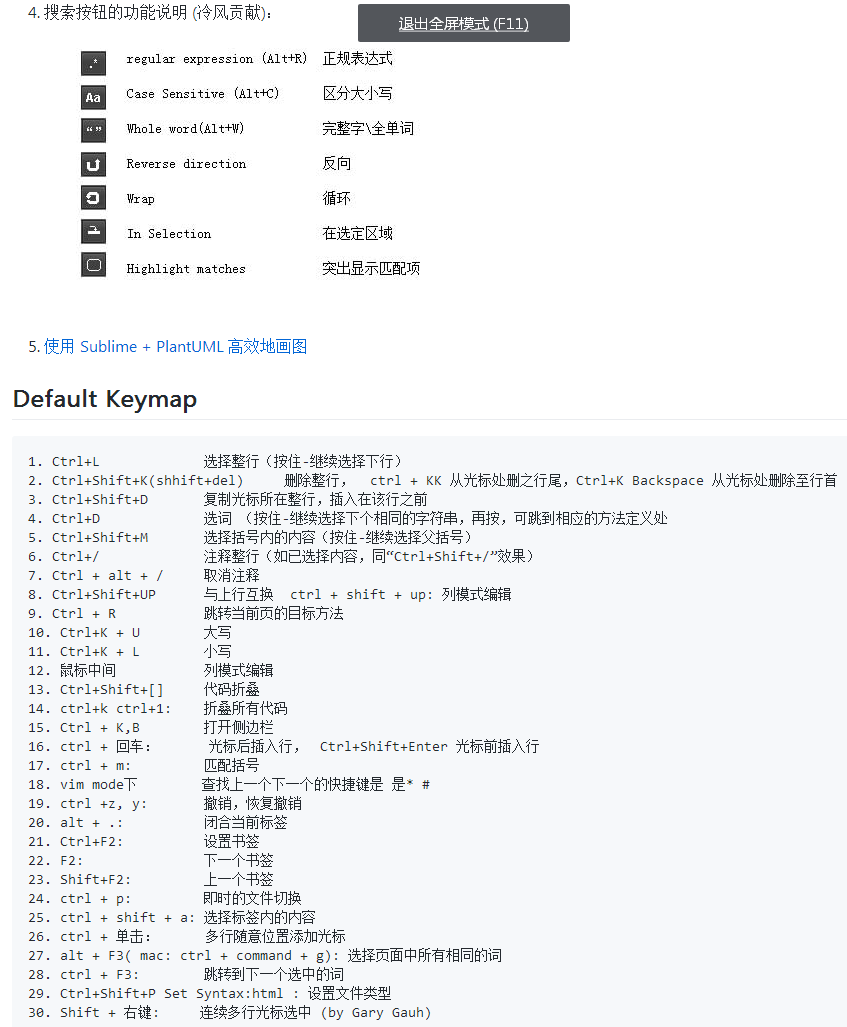 4. 搜索按钮的功能说明 (冷风贡献):
退出全屏模式 (F11)
.* regular expression (Alt+R) 正规表达式
Aa Case Sensitive (Alt+C) 区分大小写
“” Whole word(Alt+W) 完整字\全单词
Reverse direction 反向
Wrap 循环
In Selection 在选定区域
Highlight matches 突出显示匹配项
5. 使用 Sublime + PlantUML 高效地画图
Default Keymap
1. Ctrl+L 选择整行（按住-继续选择下行）
2. Ctrl+Shift+K(shhift+del) 删除整行， ctrl + KK 从光标处删之行尾，Ctrl+K Backspace 从光标处删除至行首
3. Ctrl+Shift+D 复制光标所在整行，插入在该行之前
4. Ctrl+D 选词 （按住-继续选择下个相同的字符串，再按，可跳到相应的方法定义处
5. Ctrl+Shift+M 选择括号内的内容（按住-继续选择父括号）
6. Ctrl+/ 注释整行（如已选择内容，同“Ctrl+Shift+/”效果）
7. Ctrl + alt + / 取消注释
8. Ctrl+Shift+UP 与上行互换 ctrl + shift + up: 列模式编辑
9. Ctrl + R 跳转当前页的目标方法
10. Ctrl+K + U 大写
11. Ctrl+K + L 小写
12. 鼠标中间 列模式编辑
13. Ctrl+Shift+[] 代码折叠
14. ctrl+k ctrl+1: 折叠所有代码
15. Ctrl + K,B 打开侧边栏
16. ctrl + 回车: 光标后插入行， Ctrl+Shift+Enter 光标前插入行
17. ctrl + m: 匹配括号
18. vim mode下 查找上一个下一个的快捷键是 是* #
19. ctrl +z, y: 撤销，恢复撤销
20. alt + .: 闭合当前标签
21. Ctrl+F2: 设置书签
22. F2: 下一个书签
23. Shift+F2: 上一个书签
24. ctrl + p: 即时的文件切换
25. ctrl + shift + a: 选择标签内的内容
26. ctrl + 单击: 多行随意位置添加光标
27. alt + F3( mac: ctrl + command + g): 选择页面中所有相同的词
28. ctrl + F3: 跳转到下一个选中的词
29. Ctrl+Shift+P Set Syntax:html : 设置文件类型
30. Shift + 右键: 连续多行光标选中 (by Gary Gauh)